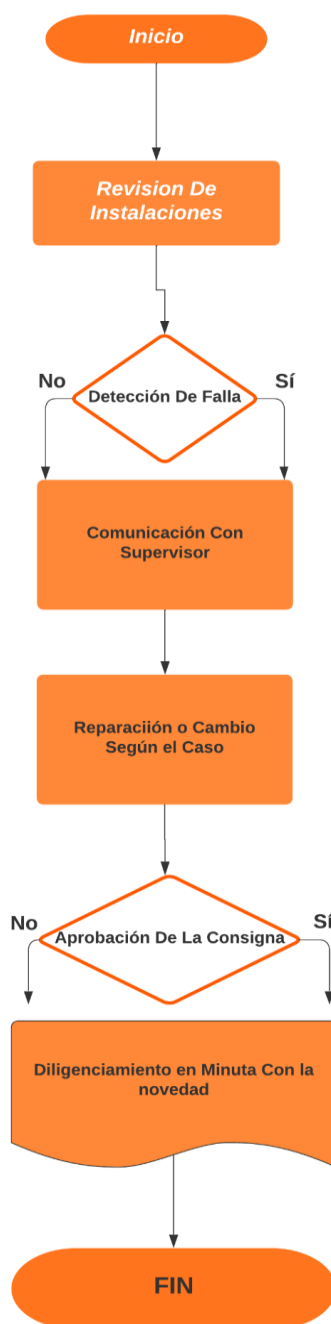 Inicio
Revision De
Instalaciones
No
Sí
Detección De Falla
Comunicación Con
Supervisor
Reparaciión o Cambio
Según el Caso
No
Sí
Aprobación De La Consigna
Diligenciamiento en Minuta Con la
novedad
FIN